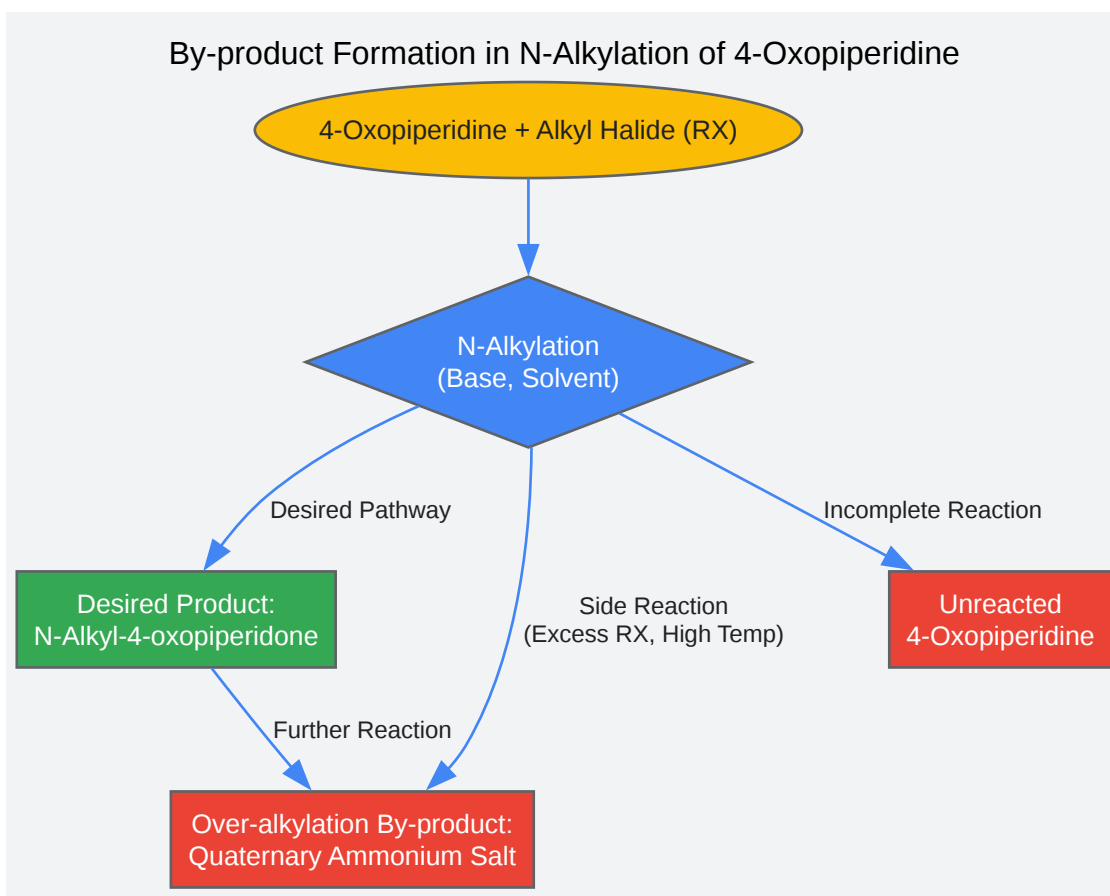 By-product Formation in N-Alkylation of 4-Oxopiperidine
4-Oxopiperidine + Alkyl Halide (RX)
N-Alkylation
(Base, Solvent)
Desired Pathway
Incomplete Reaction
Side Reaction
(Excess RX, High Temp)
Desired Product:
N-Alkyl-4-oxopiperidone
Unreacted
4-Oxopiperidine
Further Reaction
Over-alkylation By-product:
Quaternary Ammonium Salt